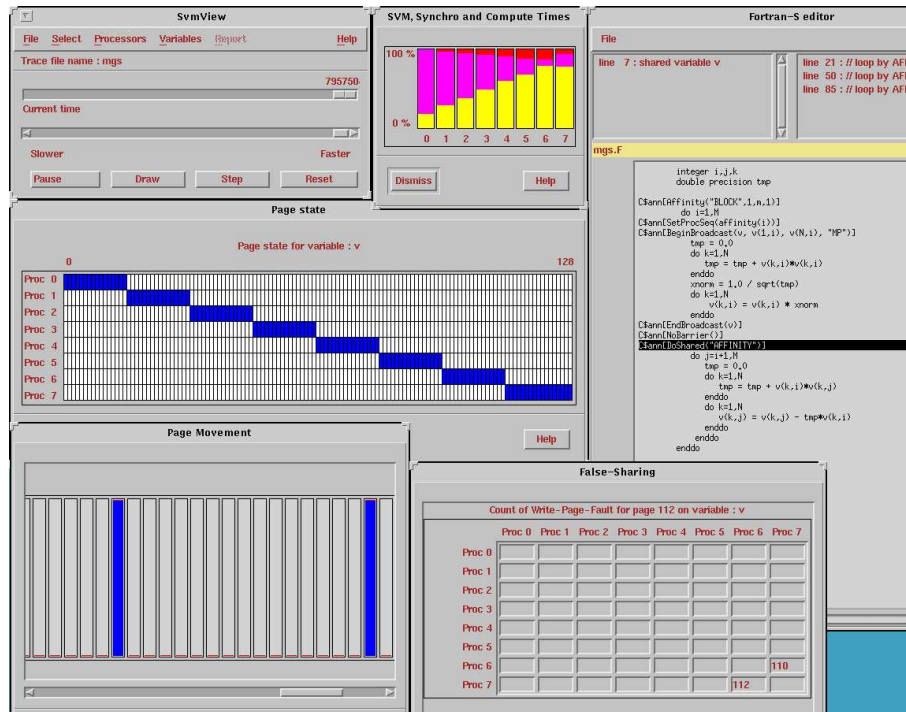 SvmView
File Select Processors Variables Report Help
Trace file name : mgs
795750
Current time
Slower Faster
Pause Draw Step Reset
SVM, Synchro and Compute Times
100 %
0 %
0 1 2 3 4 5 6 7
Dismiss Help
Fortran-S editor
File
line 7 : shared variable v
line 21 : // loop by AFF
line 50 : // loop by AFF
line 85 : // loop by AFF
mgs.F
integer i,j,k
double precision tmp
C$ann[Affinity("BLOCK",1,m,1)]
do i=1,M
C$ann[SetProcSeq(affinity(i))]
C$ann[BeginBroadcast(v, v(1,i), v(N,i), "MP")]
tmp = 0.0
do k=1,N
tmp = tmp + v(k,i)*v(k,i)
enddo
xnorm = 1.0 / sqrt(tmp)
do k=1,N
v(k,i) = v(k,i) * xnorm
enddo
C$ann[EndBroadcast(v)]
C$ann[NoBarrier()]
C$ann[DoShared("AFFINITY")]
do j=i+1,M
tmp = 0.0
do k=1,N
tmp = tmp + v(k,i)*v(k,j)
enddo
do k=1,N
v(k,j) = v(k,j) - tmp*v(k,i)
enddo
enddo
enddo
Page state
Page state for variable : v
0 128
Proc 0
Proc 1
Proc 2
Proc 3
Proc 4
Proc 5
Proc 6
Proc 7
Help
Page Movement
False-Sharing
Count of Write-Page-Fault for page 112 on variable : v
Proc 0 Proc 1 Proc 2 Proc 3 Proc 4 Proc 5 Proc 6 Proc 7
Proc 0
Proc 1
Proc 2
Proc 3
Proc 4
Proc 5
Proc 6 110
Proc 7 112